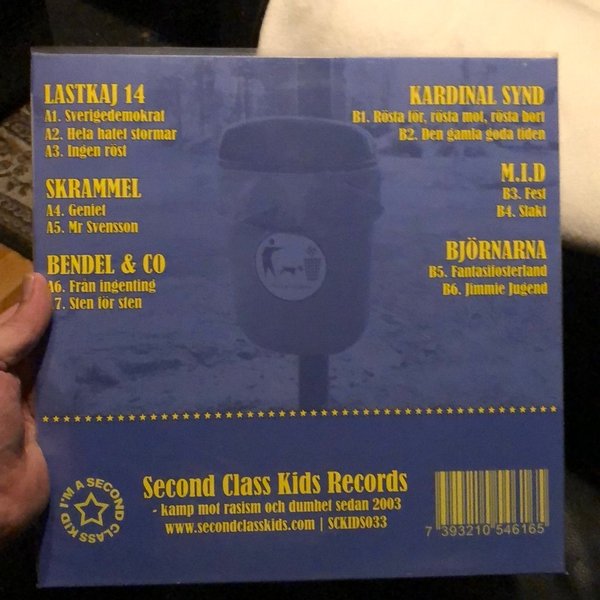 LASTKAJ 14
A1. Sverigedemokrat
A2. Hela hatet stormar
A3. Ingen röst
SKRAMMEL
A4. Geniet
A5. Mr Svensson
BENDEL & CO
A6. Från ingenting
7. Sten för sten
KARDINAL SYND
B1. Rösta för, rösta mot, rösta bort
B2. Den gamla goda tiden
M.I.D
B3. Fest
B4. Slakt
BJÖRNARNA
B5. Fantasifosterland
B6. Jimmie Jugend
I'M A SECOND CLASS KID
Second Class Kids Records
- kamp mot rasism och dumhet sedan 2003
www.secondclasskids.com | SCKIDS033
7 393210 546165